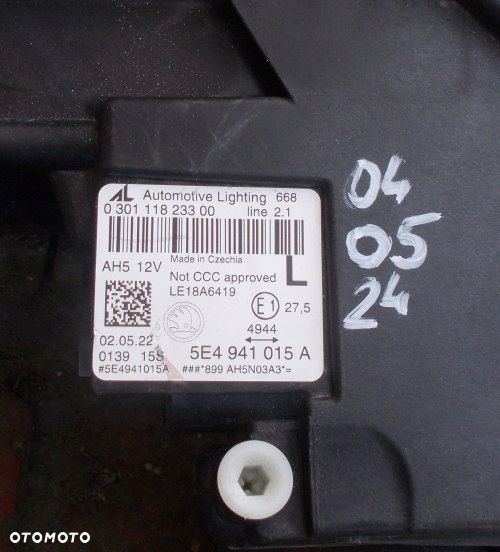 AL Automotive Lighting 668
0 301 118 233 00 line 2.1
Made in Czechia
AH5 12V
Not CCC approved L
LE18A6419
E1 27,5
4944
02.05.22
0139 15S 5E4 941 015 A
#5E4941015A ###*899 AH5N03A3*=
04
05
24
OTOMOTO